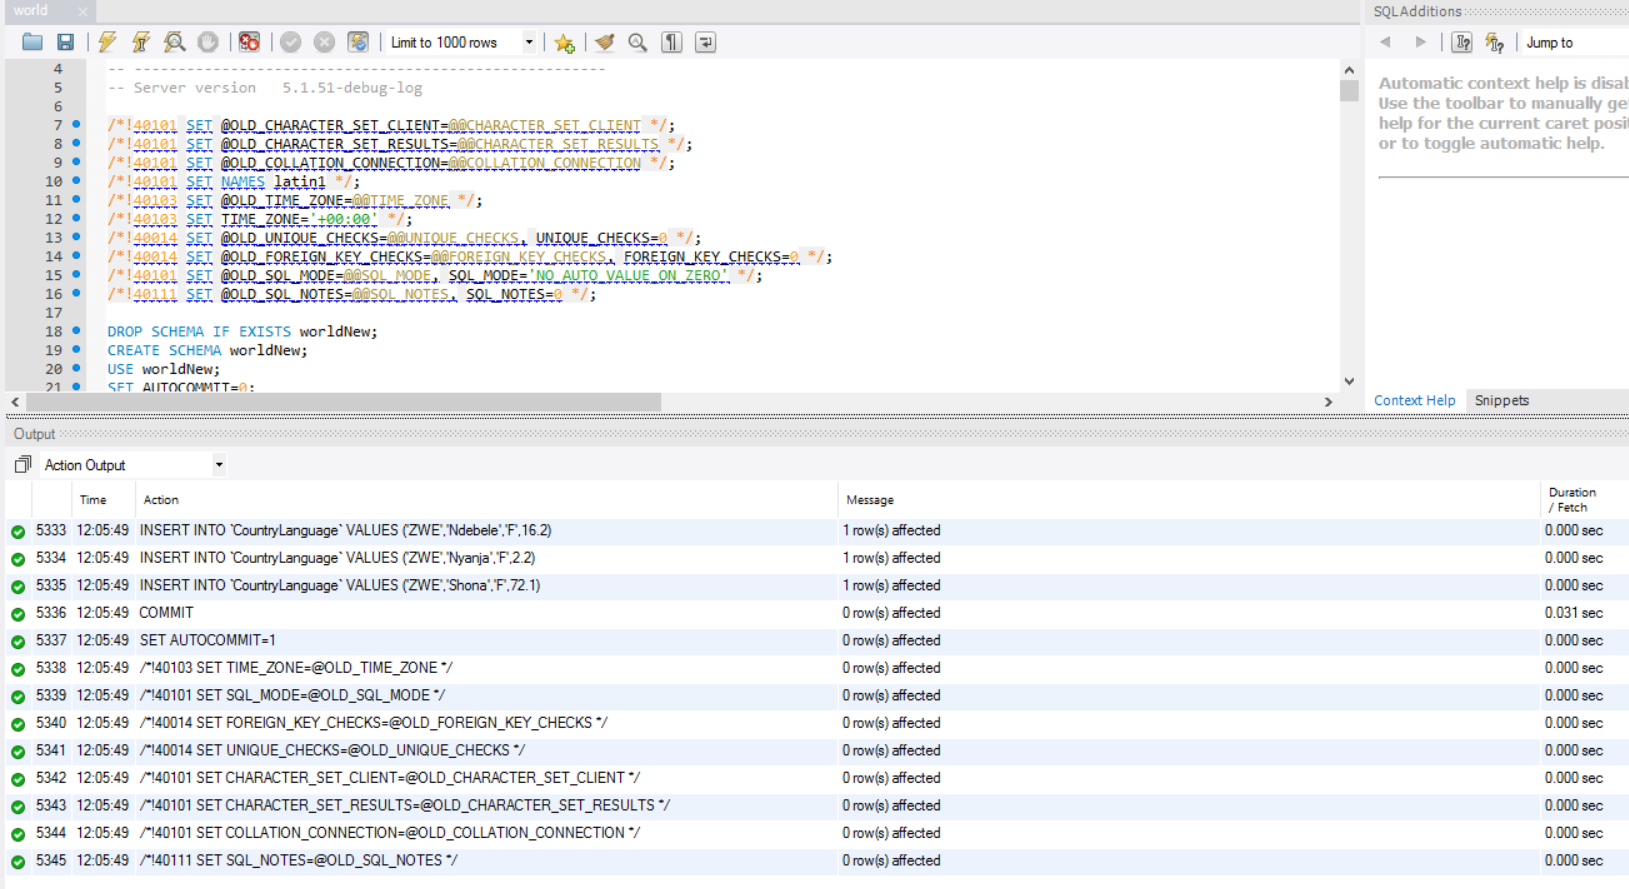 world ×
SQLAdditions
Limit to 1000 rows
Jump to
4 -- ------------------------------------------------------
5 -- Server version   5.1.51-debug-log
6
7 /*!40101 SET @OLD_CHARACTER_SET_CLIENT=@@CHARACTER_SET_CLIENT */;
8 /*!40101 SET @OLD_CHARACTER_SET_RESULTS=@@CHARACTER_SET_RESULTS */;
9 /*!40101 SET @OLD_COLLATION_CONNECTION=@@COLLATION_CONNECTION */;
10 /*!40101 SET NAMES latin1 */;
11 /*!40103 SET @OLD_TIME_ZONE=@@TIME_ZONE */;
12 /*!40103 SET TIME_ZONE='+00:00' */;
13 /*!40014 SET @OLD_UNIQUE_CHECKS=@@UNIQUE_CHECKS, UNIQUE_CHECKS=0 */;
14 /*!40014 SET @OLD_FOREIGN_KEY_CHECKS=@@FOREIGN_KEY_CHECKS, FOREIGN_KEY_CHECKS=0 */;
15 /*!40101 SET @OLD_SQL_MODE=@@SQL_MODE, SQL_MODE='NO_AUTO_VALUE_ON_ZERO' */;
16 /*!40111 SET @OLD_SQL_NOTES=@@SQL_NOTES, SQL_NOTES=0 */;
17
18 DROP SCHEMA IF EXISTS worldNew;
19 CREATE SCHEMA worldNew;
20 USE worldNew;
21 SET AUTOCOMMIT=0;
Automatic context help is disab
Use the toolbar to manually ge
help for the current caret posit
or to toggle automatic help.
Context Help Snippets
Output
Action Output
Time Action Message Duration / Fetch
5333 12:05:49 INSERT INTO `CountryLanguage` VALUES ('ZWE','Ndebele','F',16.2) 1 row(s) affected 0.000 sec
5334 12:05:49 INSERT INTO `CountryLanguage` VALUES ('ZWE','Nyanja','F',2.2) 1 row(s) affected 0.000 sec
5335 12:05:49 INSERT INTO `CountryLanguage` VALUES ('ZWE','Shona','F',72.1) 1 row(s) affected 0.000 sec
5336 12:05:49 COMMIT 0 row(s) affected 0.031 sec
5337 12:05:49 SET AUTOCOMMIT=1 0 row(s) affected 0.000 sec
5338 12:05:49 /*!40103 SET TIME_ZONE=@OLD_TIME_ZONE */ 0 row(s) affected 0.000 sec
5339 12:05:49 /*!40101 SET SQL_MODE=@OLD_SQL_MODE */ 0 row(s) affected 0.000 sec
5340 12:05:49 /*!40014 SET FOREIGN_KEY_CHECKS=@OLD_FOREIGN_KEY_CHECKS */ 0 row(s) affected 0.000 sec
5341 12:05:49 /*!40014 SET UNIQUE_CHECKS=@OLD_UNIQUE_CHECKS */ 0 row(s) affected 0.000 sec
5342 12:05:49 /*!40101 SET CHARACTER_SET_CLIENT=@OLD_CHARACTER_SET_CLIENT */ 0 row(s) affected 0.000 sec
5343 12:05:49 /*!40101 SET CHARACTER_SET_RESULTS=@OLD_CHARACTER_SET_RESULTS */ 0 row(s) affected 0.000 sec
5344 12:05:49 /*!40101 SET COLLATION_CONNECTION=@OLD_COLLATION_CONNECTION */ 0 row(s) affected 0.000 sec
5345 12:05:49 /*!40111 SET SQL_NOTES=@OLD_SQL_NOTES */ 0 row(s) affected 0.000 sec